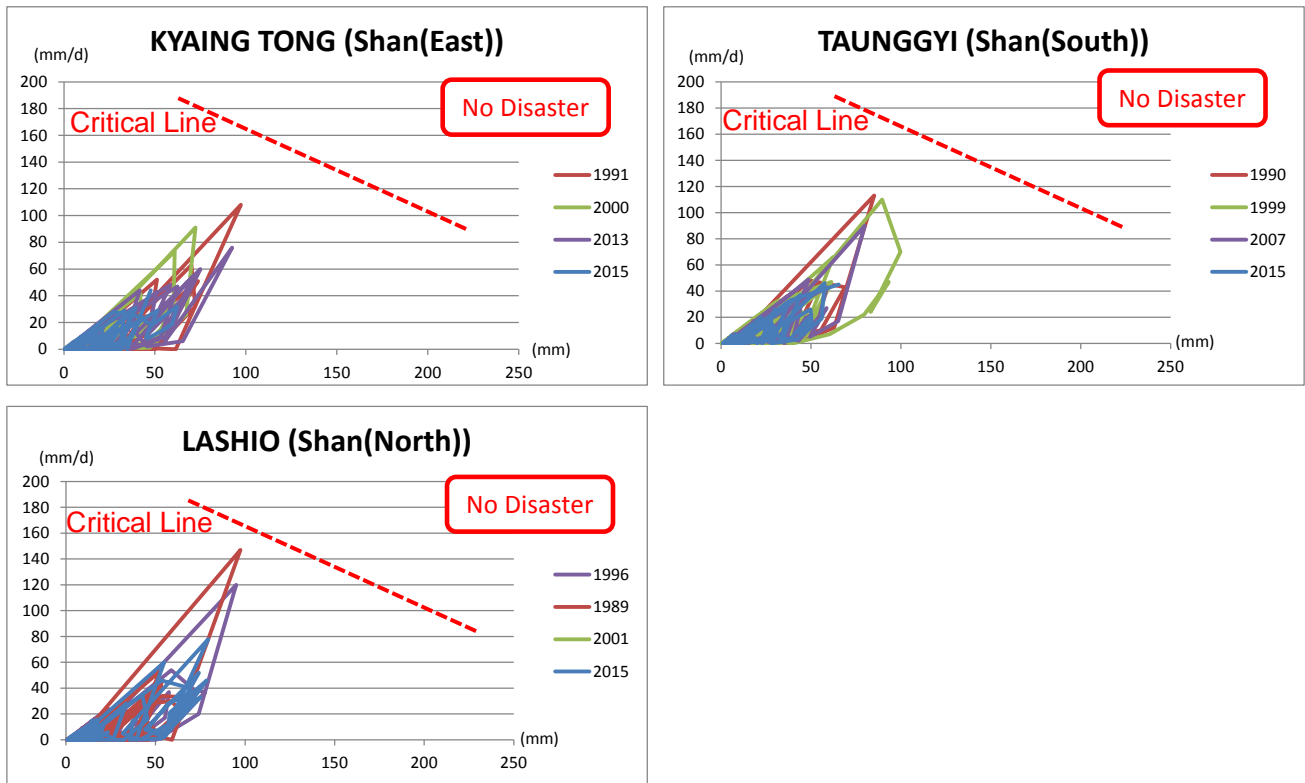 KYAING TONG (Shan(East))
(mm/d)
200
180
160
140
120
100
80
60
40
20
0
Critical Line
No Disaster
1991
2000
2013
2015
0 50 100 150 200 250
(mm)
TAUNGGYI (Shan(South))
(mm/d)
200
180
160
140
120
100
80
60
40
20
0
Critical Line
No Disaster
1990
1999
2007
2015
0 50 100 150 200 250
(mm)
LASHIO (Shan(North))
(mm/d)
200
180
160
140
120
100
80
60
40
20
0
Critical Line
No Disaster
1996
1989
2001
2015
0 50 100 150 200 250
(mm)